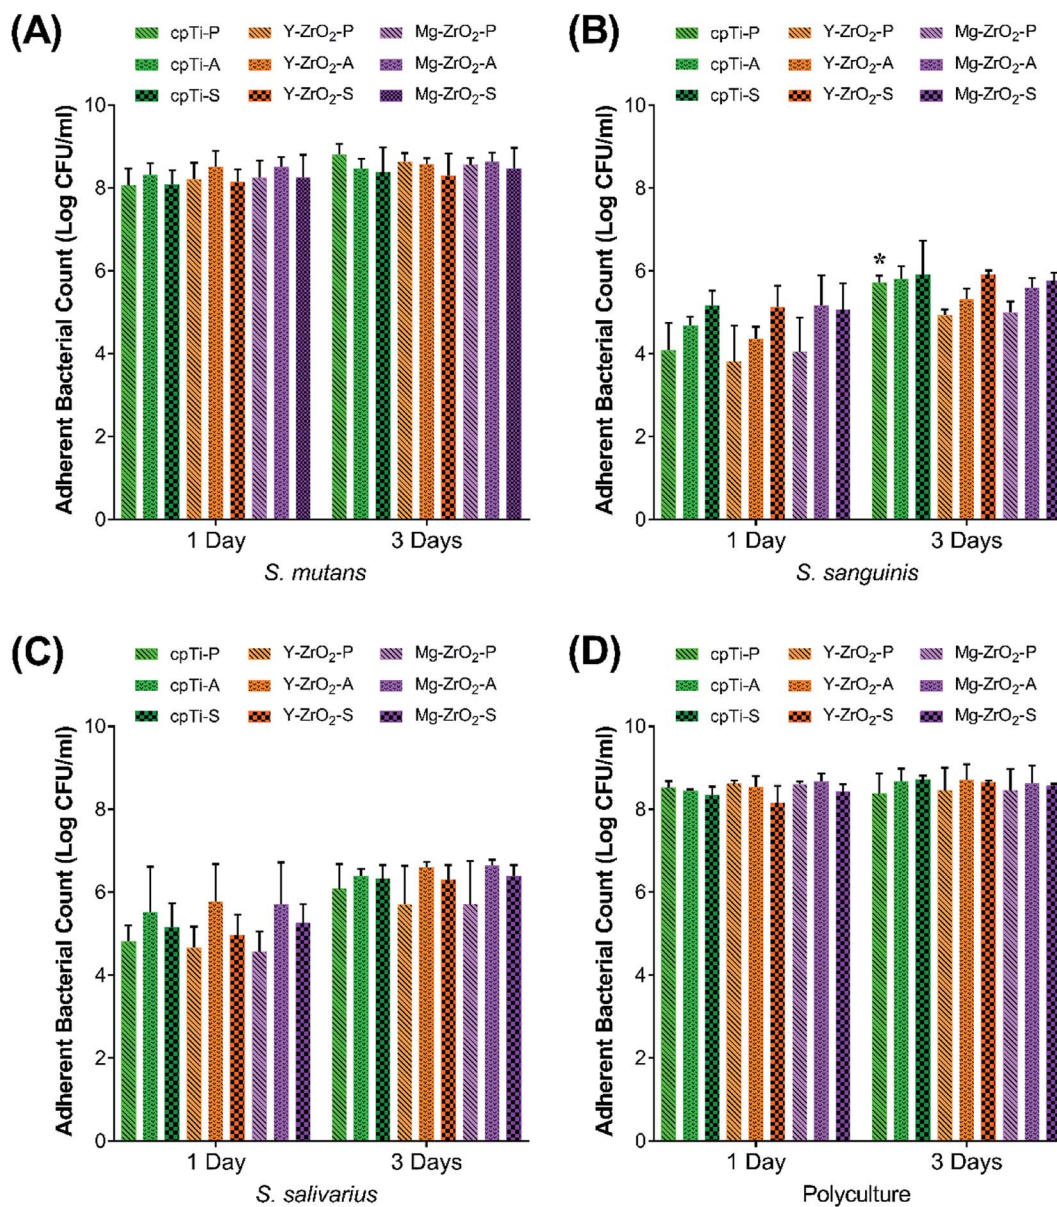 (A)
cpTi-P Y-ZrO₂-P Mg-ZrO₂-P
cpTi-A Y-ZrO₂-A Mg-ZrO₂-A
cpTi-S Y-ZrO₂-S Mg-ZrO₂-S
Adherent Bacterial Count (Log CFU/ml)
10
8
6
4
2
0
1 Day 3 Days
S. mutans
(B)
cpTi-P Y-ZrO₂-P Mg-ZrO₂-P
cpTi-A Y-ZrO₂-A Mg-ZrO₂-A
cpTi-S Y-ZrO₂-S Mg-ZrO₂-S
Adherent Bacterial Count (Log CFU/ml)
10
8
6
4
2
0
*
1 Day 3 Days
S. sanguinis
(C)
cpTi-P Y-ZrO₂-P Mg-ZrO₂-P
cpTi-A Y-ZrO₂-A Mg-ZrO₂-A
cpTi-S Y-ZrO₂-S Mg-ZrO₂-S
Adherent Bacterial Count (Log CFU/ml)
10
8
6
4
2
0
1 Day 3 Days
S. salivarius
(D)
cpTi-P Y-ZrO₂-P Mg-ZrO₂-P
cpTi-A Y-ZrO₂-A Mg-ZrO₂-A
cpTi-S Y-ZrO₂-S Mg-ZrO₂-S
Adherent Bacterial Count (Log CFU/ml)
10
8
6
4
2
0
1 Day 3 Days
Polyculture